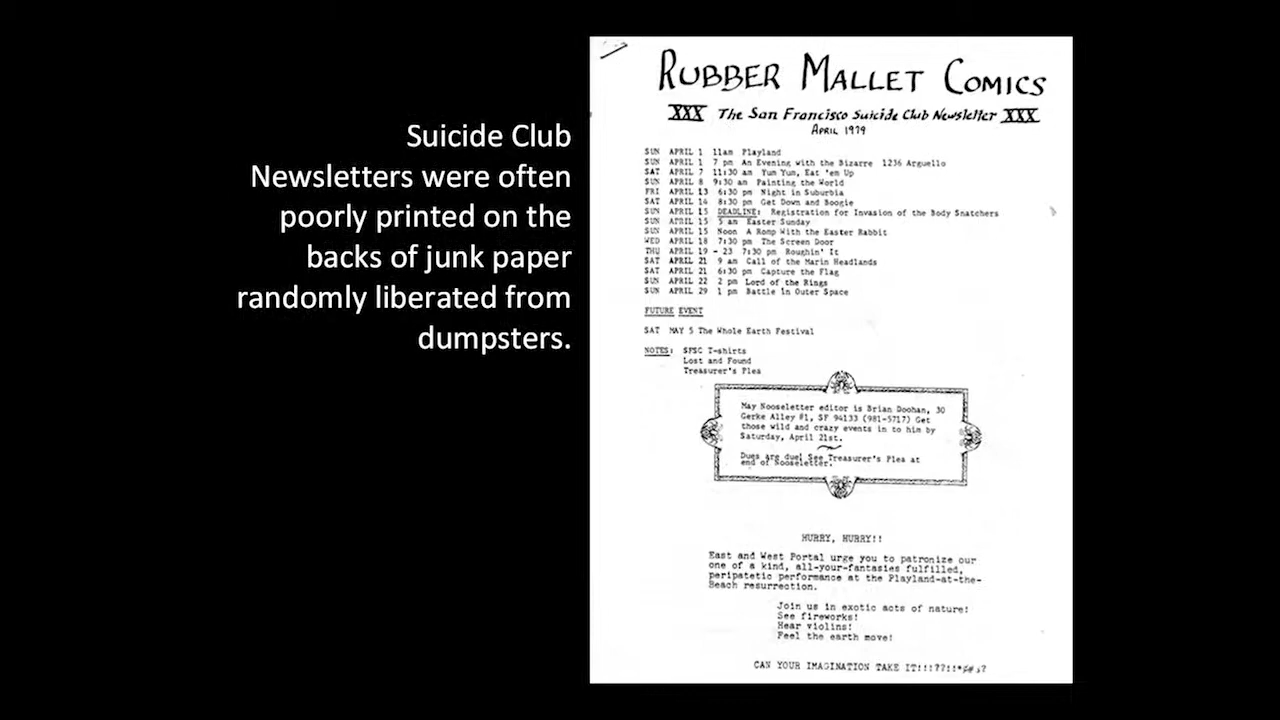 Suicide Club
Newsletters were often
poorly printed on the
backs of junk paper
randomly liberated from
dumpsters.
RUBBER MALLET COMICS
XXX The San Francisco Suicide Club Newsletter XXX
APRIL 1979
SUN APRIL 1 11am Playland
SUN APRIL 1 7 pm An Evening with the Bizarre 1236 Arguello
SAT APRIL 7 11:30 am Yum Yum, Eat 'em Up
SUN APRIL 8 9:30 am Painting the World
FRI APRIL 13 6:30 pm Night in Suburbia
SAT APRIL 14 8:30 pm Get Down and Boogie
SUN APRIL 15 DEADLINE: Registration for Invasion of the Body Snatchers
SUN APRIL 15 5 am Easter Sunday
SUN APRIL 15 Noon A Romp With the Easter Rabbit
WED APRIL 18 7:30 pm The Screen Door
THU APRIL 19 - 23 7:30 pm Roughin' It
SAT APRIL 21 9 am Call of the Marin Headlands
SAT APRIL 21 6:30 pm Capture the Flag
SUN APRIL 22 2 pm Lord of the Rings
SUN APRIL 29 1 pm Battle in Outer Space
FUTURE EVENT
SAT MAY 5 The Whole Earth Festival
NOTES: SFSC T-shirts
Lost and Found
Treasurer's Plea
May Nooseletter editor is Brian Doohan, 30
Gerke Alley #1, SF 94133 (981-5717) Get
those wild and crazy events in to him by
Saturday, April 21st.
Dues are due! See Treasurer's Plea at
end of Nooseletter.
HURRY, HURRY!!
East and West Portal urge you to patronize our
one of a kind, all-your-fantasies fulfilled,
peripatetic performance at the Playland-at-the-
Beach resurrection.
Join us in exotic acts of nature!
See fireworks!
Hear violins!
Feel the earth move!
CAN YOUR IMAGINATION TAKE IT!!!??!!